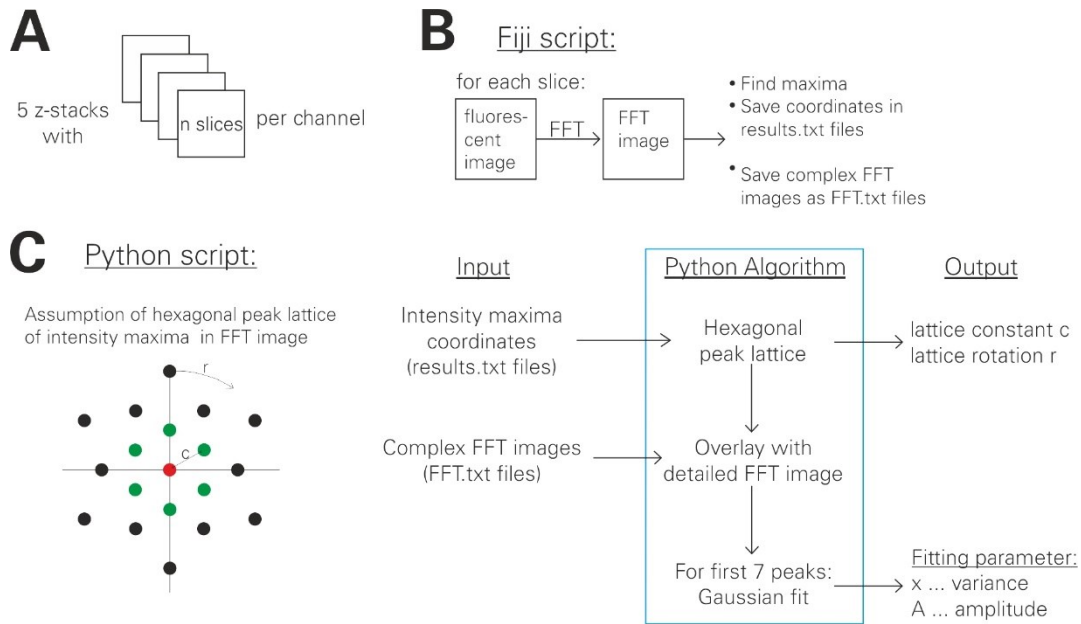 A
5 z-stacks
with
n slices
per channel
B
Fiji script:
for each slice:
fluores-
cent
image
FFT
FFT
image
• Find maxima
• Save coordinates in
results.txt files
• Save complex FFT
images as FFT.txt files
C
Python script:
Assumption of hexagonal peak lattice
of intensity maxima in FFT image
r
c
Input
Python Algorithm
Output
Intensity maxima
coordinates
(results.txt files)
Hexagonal
peak lattice
lattice constant c
lattice rotation r
Complex FFT images
(FFT.txt files)
Overlay with
detailed FFT image
For first 7 peaks:
Gaussian fit
Fitting parameter:
x ... variance
A ... amplitude